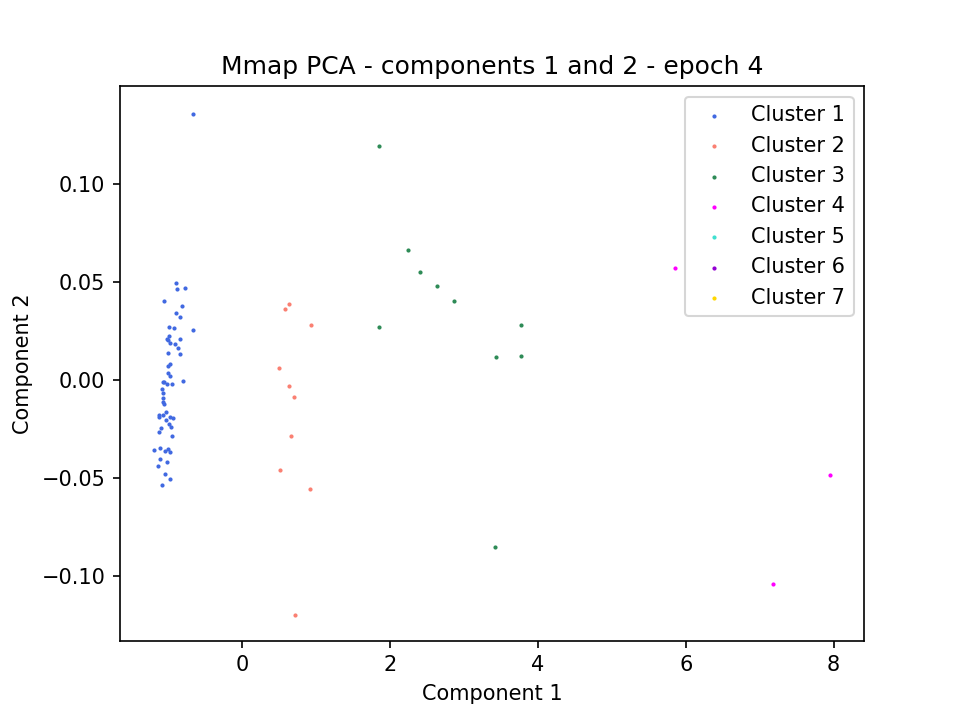 Mmap PCA - components 1 and 2 - epoch 4
Cluster 1
Cluster 2
Cluster 3
Cluster 4
Cluster 5
Cluster 6
Cluster 7
0.10
0.05
0.00
−0.05
−0.10
Component 2
0 2 4 6 8
Component 1